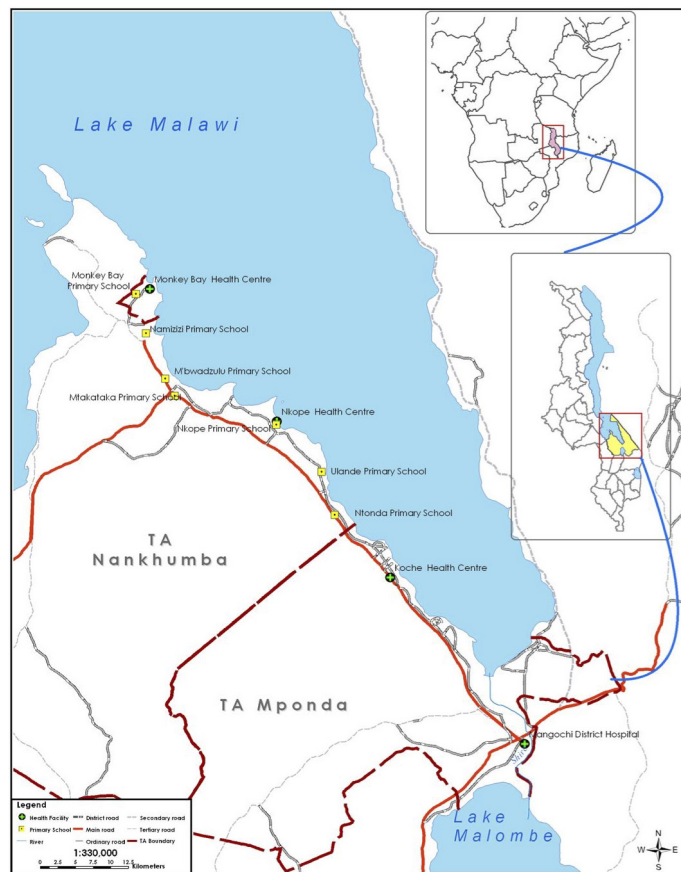 Lake Malawi
Monkey Bay
Primary School
Monkey Bay Health Centre
Namizizi Primary School
M'bwadzulu Primary School
Mtakataka Primary School
Nkope Health Centre
Nkope Primary School
Ulande Primary School
Ntonda Primary School
TA
Nankhumba
Koche Health Centre
TA Mponda
Mangochi District Hospital
Shire
Lake
Malombe
N
W E
S
Legend
Health Facility
District road
Secondary road
Primary School
Main road
Tertiary road
River
Ordinary road
TA Boundary
1:330,000
0 2.5 5 7.5 10 12.5
Kilometers